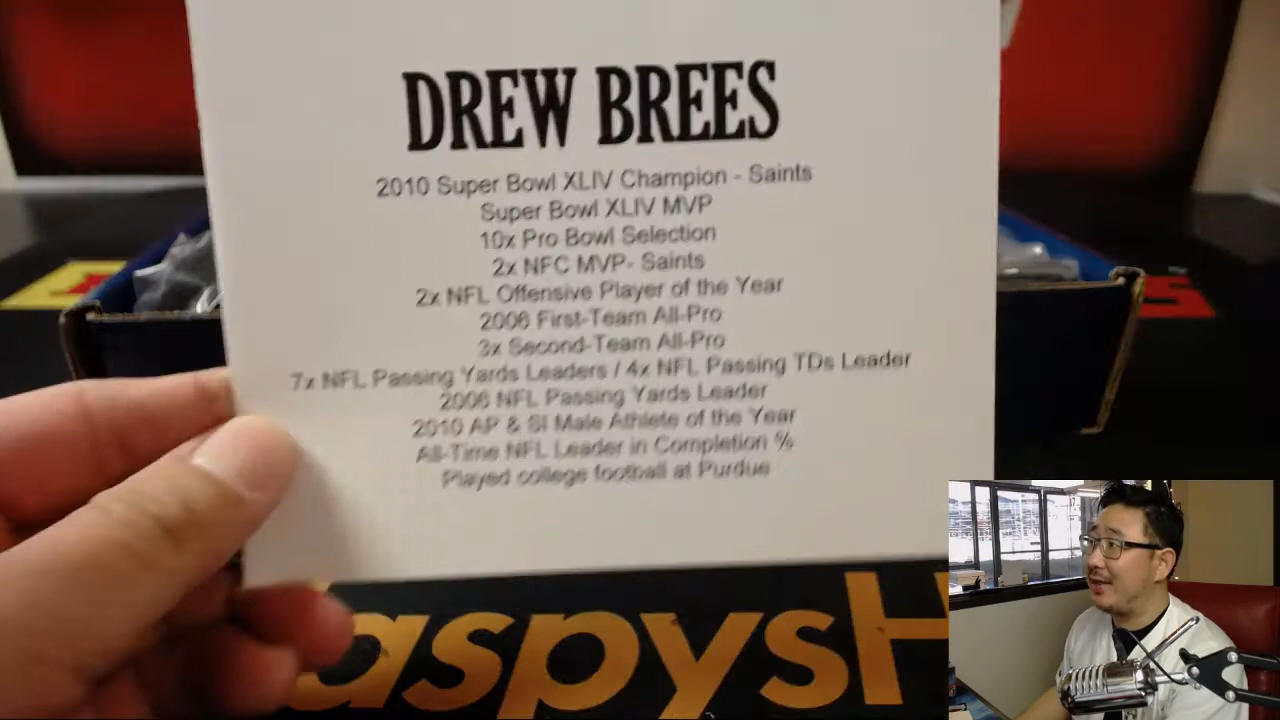 DREW BREES
2010 Super Bowl XLIV Champion - Saints
Super Bowl XLIV MVP
10x Pro Bowl Selection
2x NFC MVP- Saints
2x NFL Offensive Player of the Year
2006 First-Team All-Pro
3x Second-Team All-Pro
7x NFL Passing Yards Leaders / 4x NFL Passing TDs Leader
2006 NFL Passing Yards Leader
2010 AP & SI Male Athlete of the Year
All-Time NFL Leader in Completion %
Played college football at Purdue
aspysH